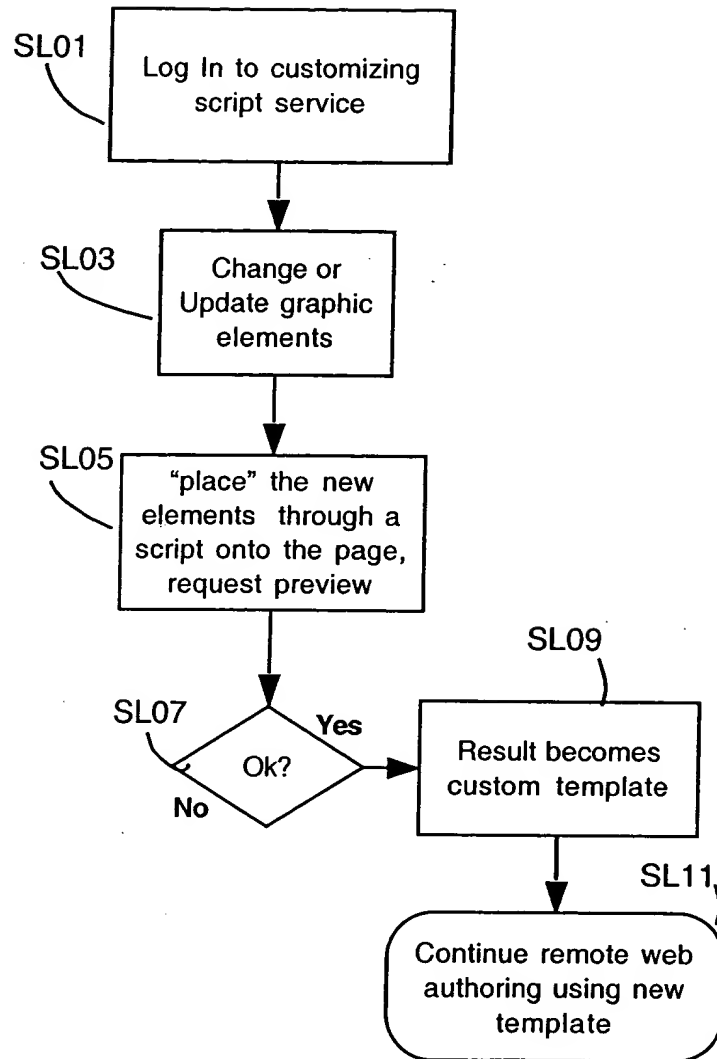 SL01
Log In to customizing
script service
SL03
Change or
Update graphic
elements
SL05
“place” the new
elements through a
script onto the page,
request preview
SL07
Ok?
Yes
No
SL09
Result becomes
custom template
SL11
Continue remote web
authoring using new
template